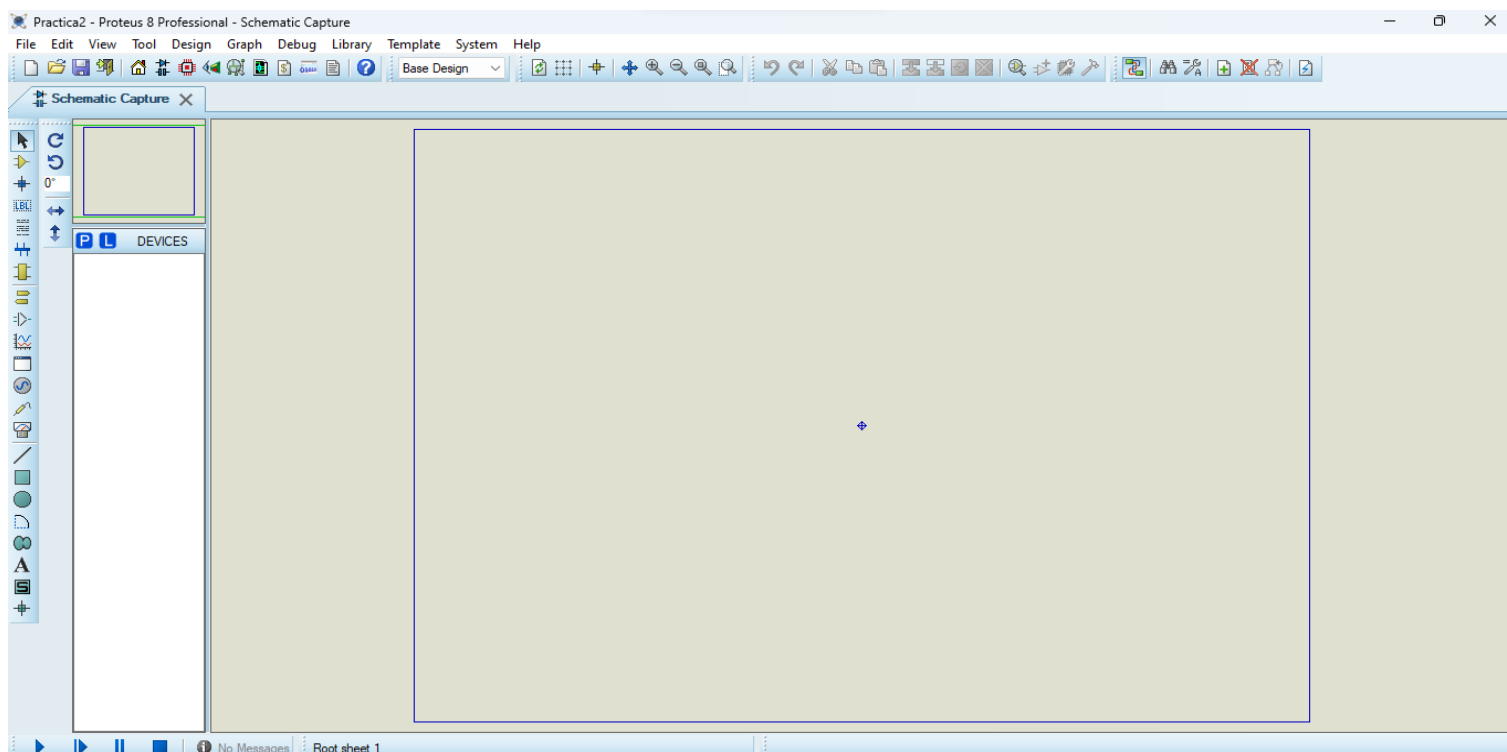 Practica2 - Proteus 8 Professional - Schematic Capture
File Edit View Tool Design Graph Debug Library Template System Help
Base Design
Schematic Capture
0°
LBL
P L DEVICES
A
S
No Messages Root sheet 1